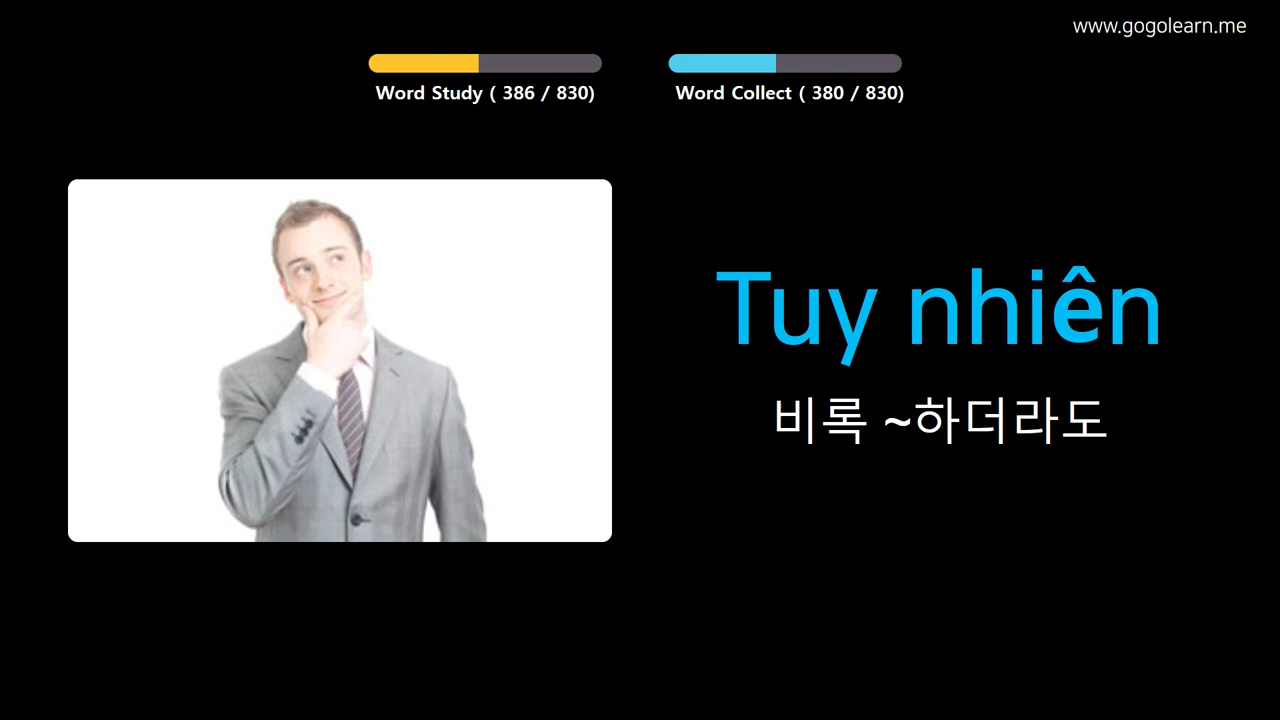 www.gogolearn.me
Word Study ( 386 / 830)
Word Collect ( 380 / 830)
Tuy nhiên
비록 ~하더라도